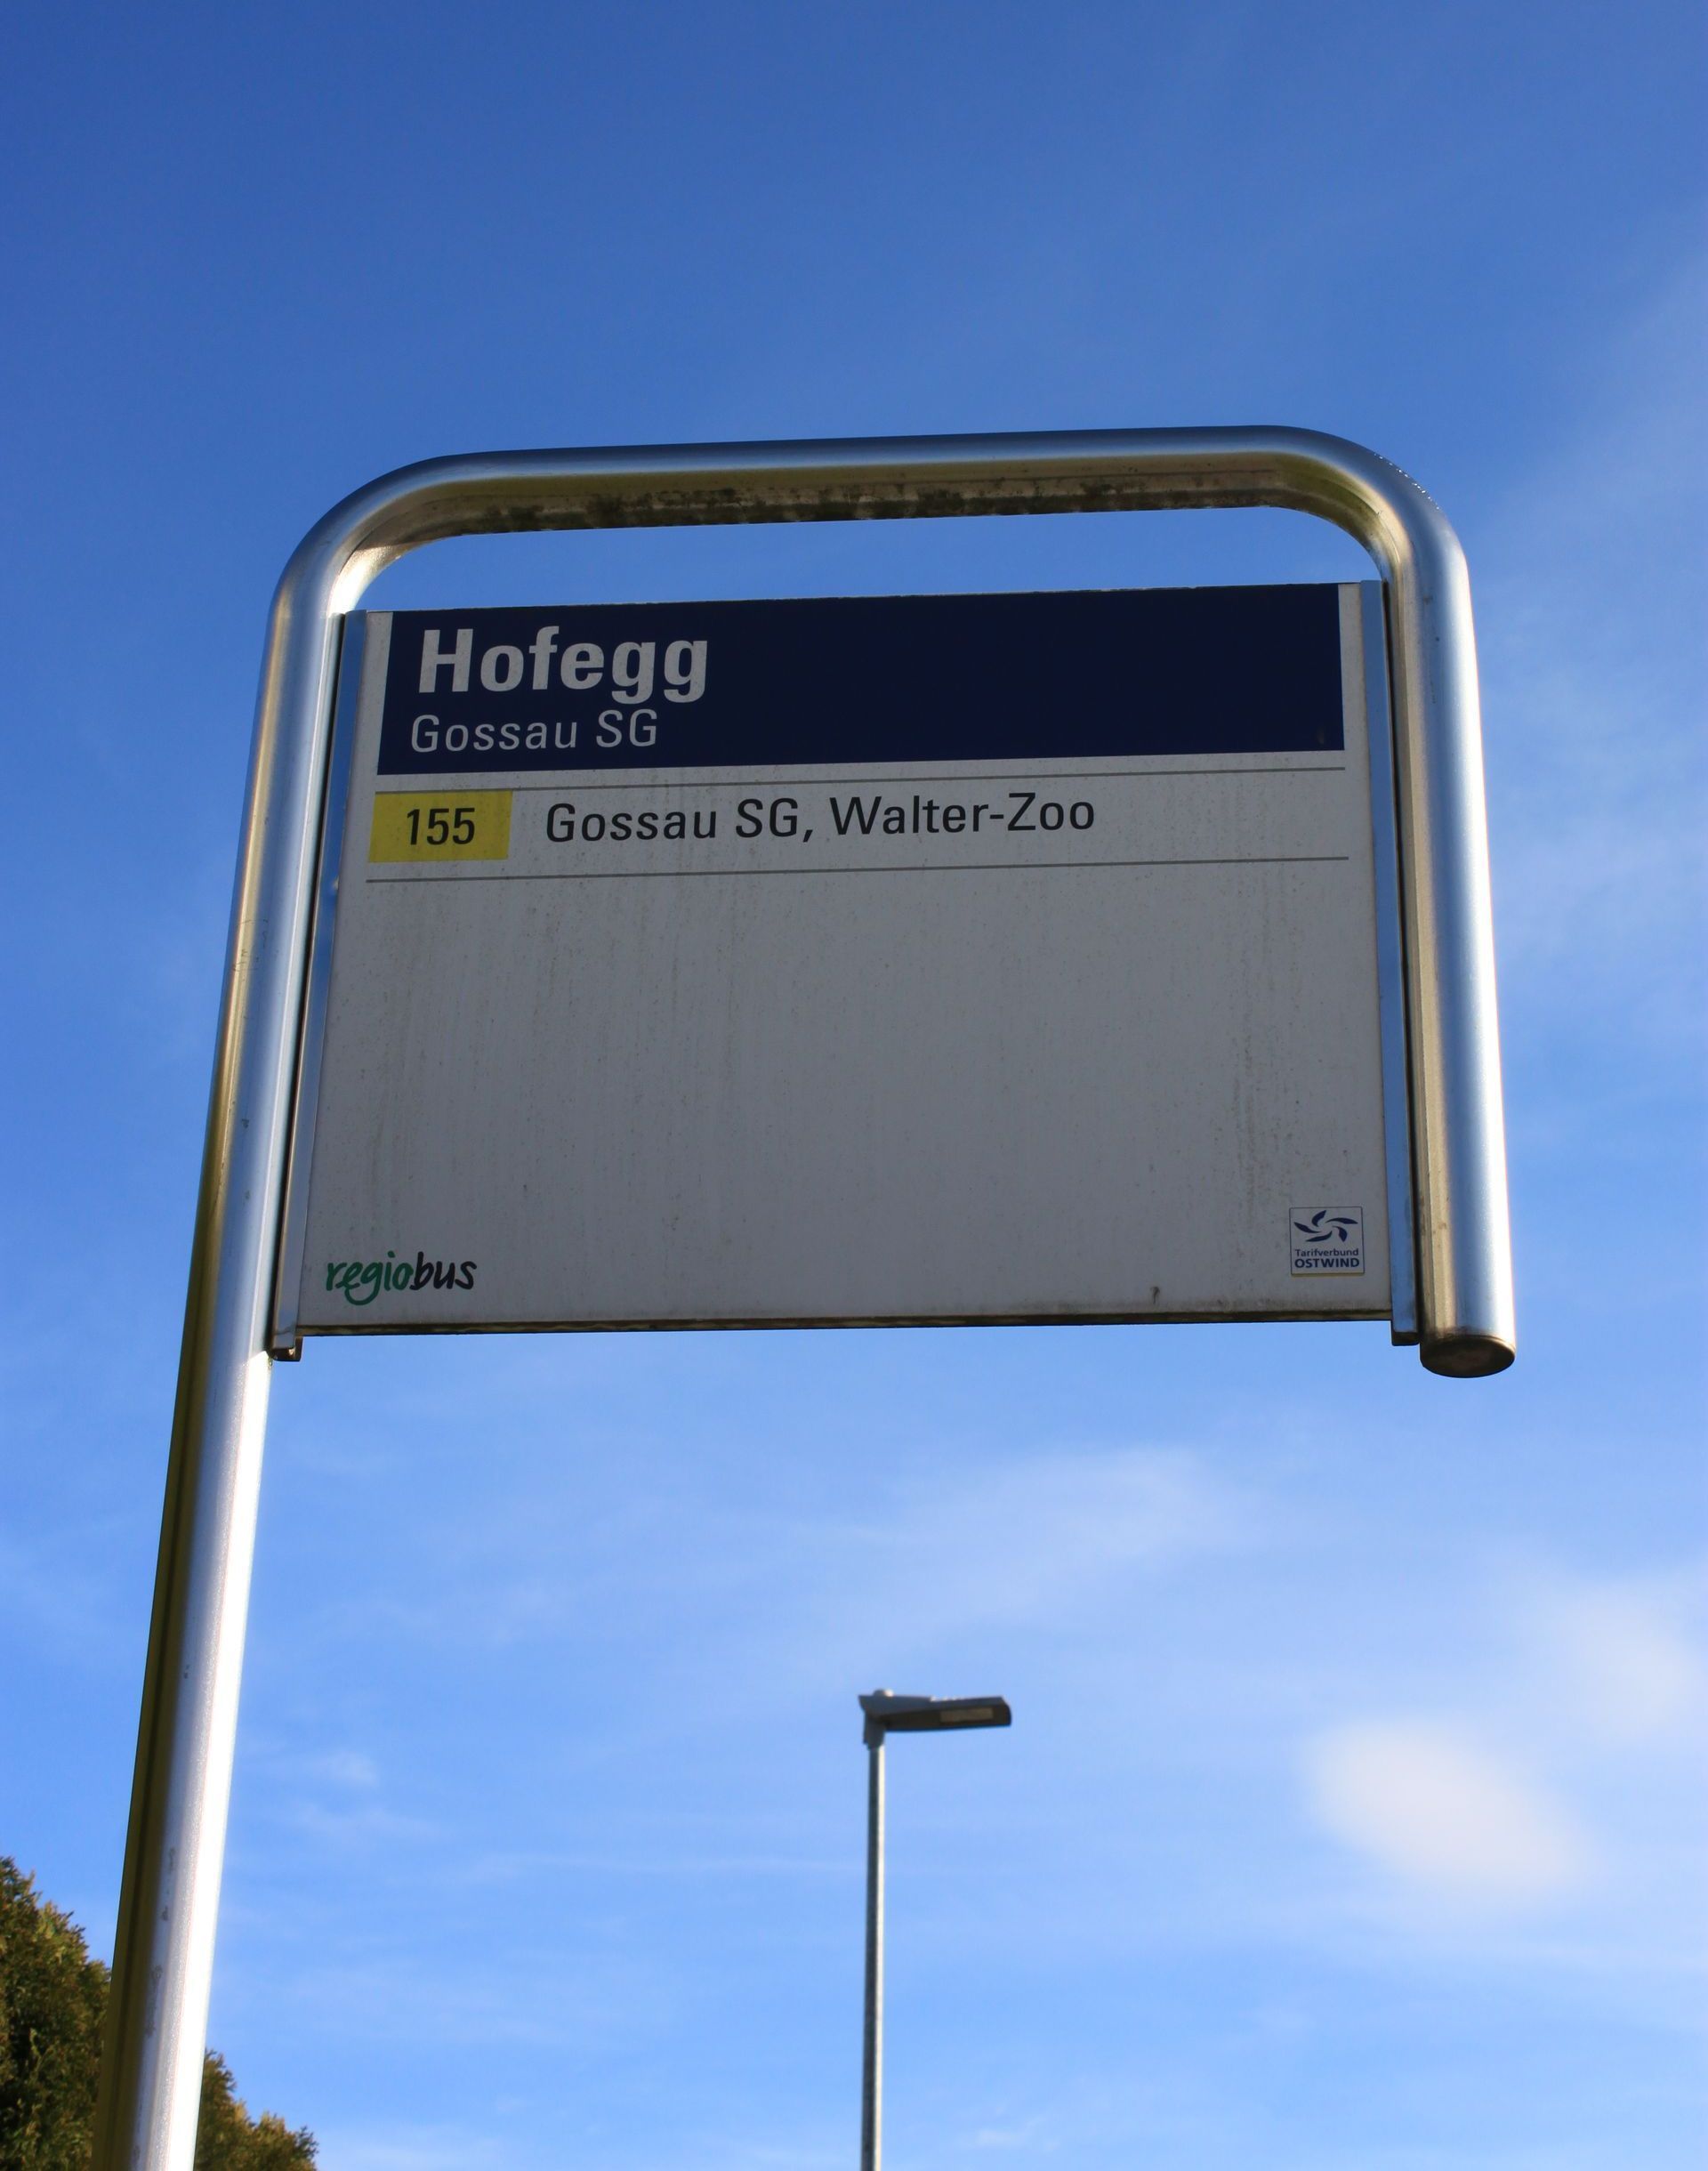 Hofegg
Gossau SG
155 Gossau SG, Walter-Zoo
regiobus
Tarifverbund
OSTWIND